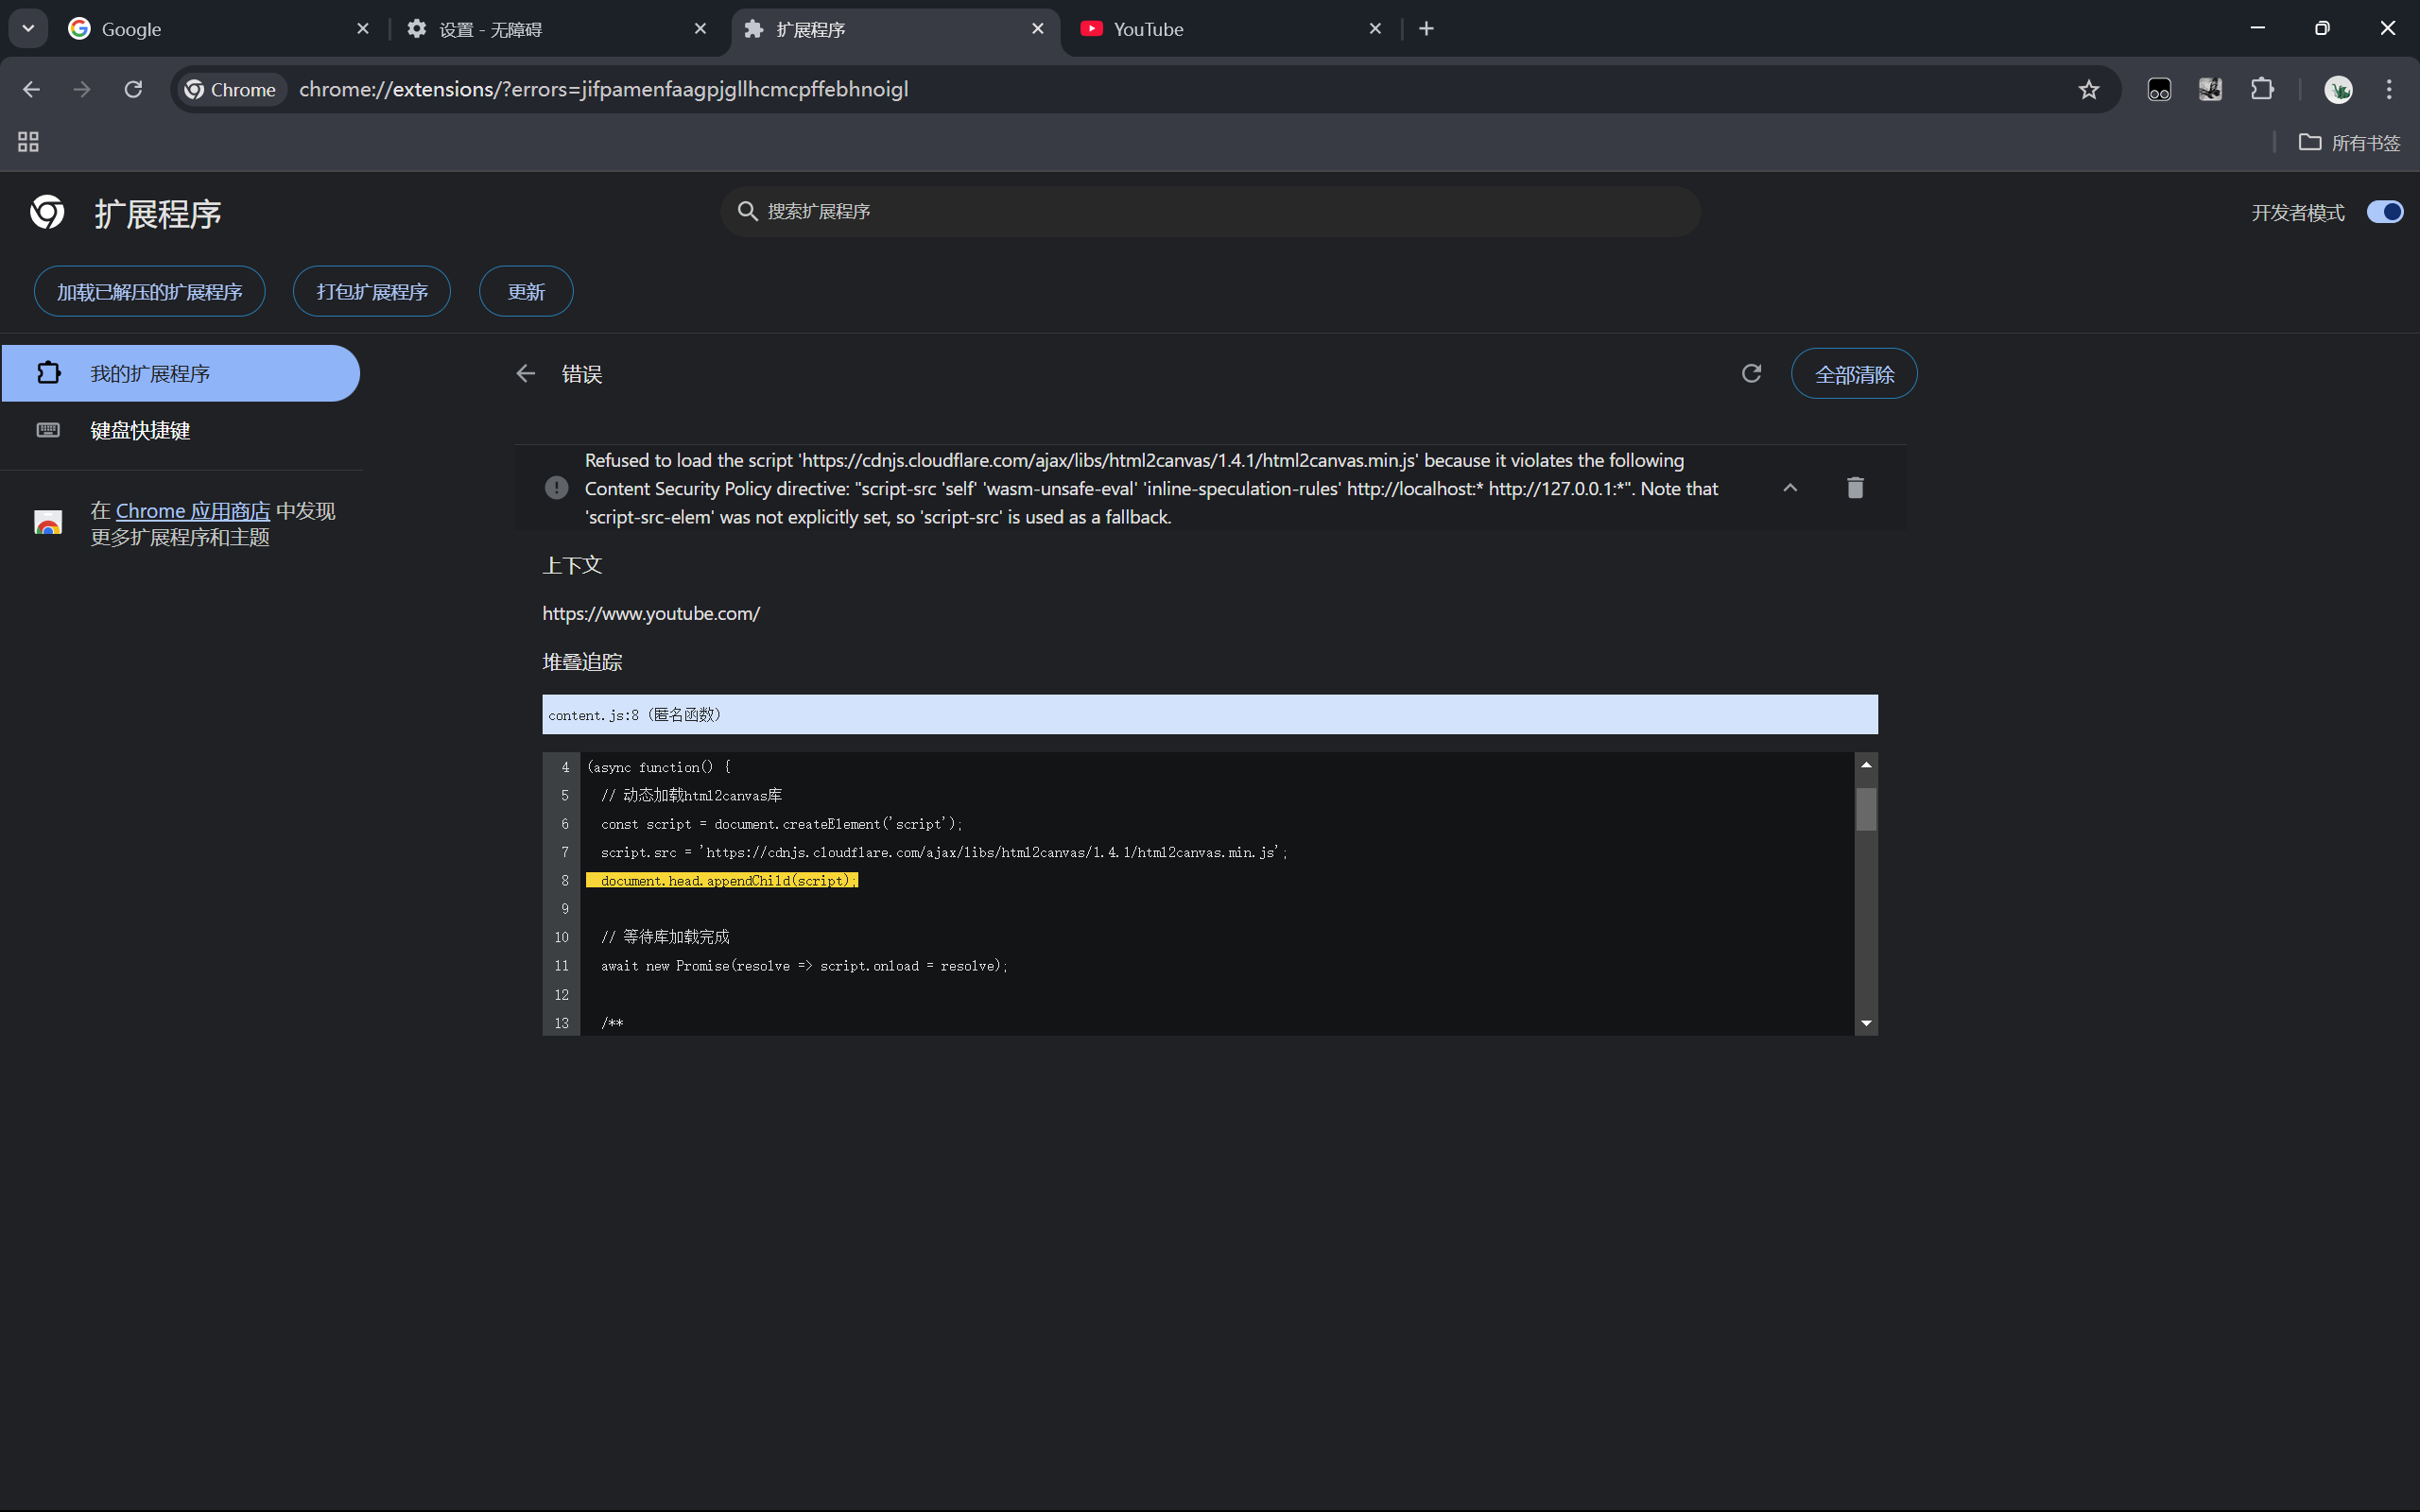 Google
设置 - 无障碍
扩展程序
YouTube
Chrome
chrome://extensions/?errors=jifpamenfaagpjgllhcmcpffebhnoigl
所有书签
扩展程序
搜索扩展程序
开发者模式
加载已解压的扩展程序
打包扩展程序
更新
我的扩展程序
键盘快捷键
在 Chrome 应用商店 中发现
更多扩展程序和主题
错误
全部清除
Refused to load the script 'https://cdnjs.cloudflare.com/ajax/libs/html2canvas/1.4.1/html2canvas.min.js' because it violates the following
Content Security Policy directive: "script-src 'self' 'wasm-unsafe-eval' 'inline-speculation-rules' http://localhost:* http://127.0.0.1:*". Note that
'script-src-elem' was not explicitly set, so 'script-src' is used as a fallback.
上下文
https://www.youtube.com/
堆叠追踪
content.js:8（匿名函数）
4 (async function() {
5 // 动态加载html2canvas库
6 const script = document.createElement('script');
7 script.src = 'https://cdnjs.cloudflare.com/ajax/libs/html2canvas/1.4.1/html2canvas.min.js';
8 document.head.appendChild(script);
9
10 // 等待库加载完成
11 await new Promise(resolve => script.onload = resolve);
12
13 /**